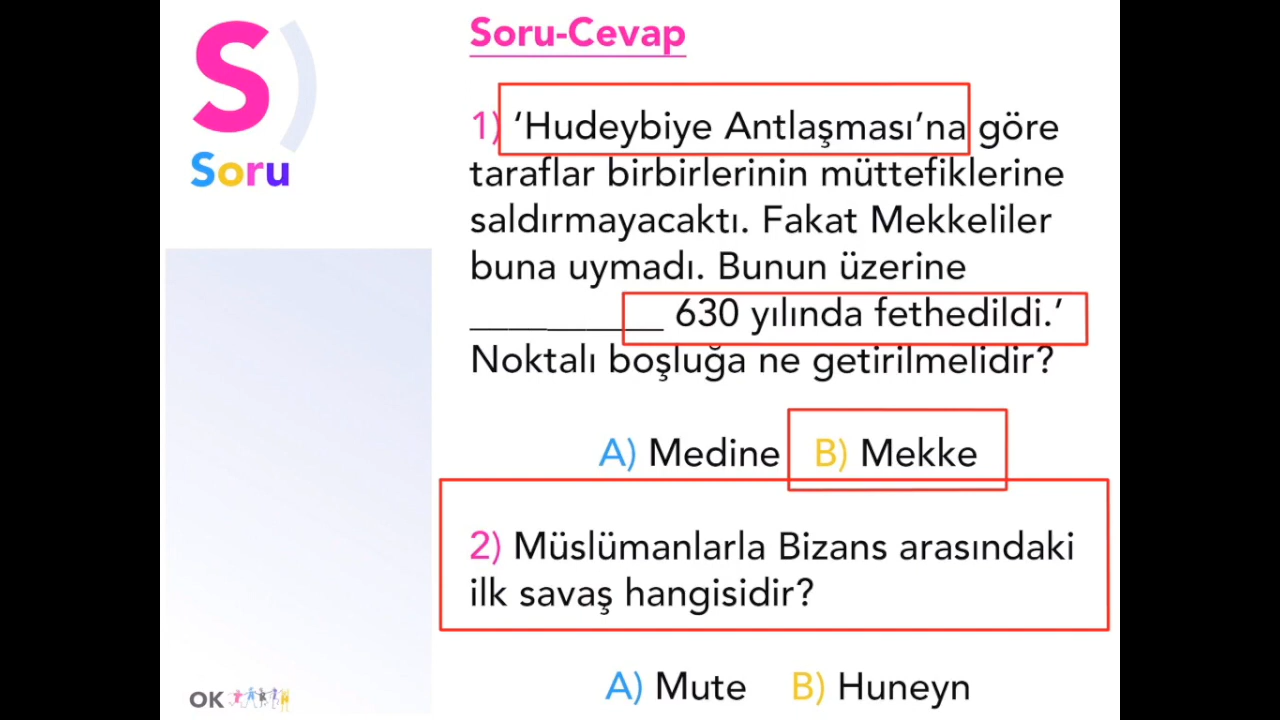 S)
Soru
Soru-Cevap
1) ‘Hudeybiye Antlaşması’na göre
taraflar birbirlerinin müttefiklerine
saldırmayacaktı. Fakat Mekkeliler
buna uymadı. Bunun üzerine
__________ 630 yılında fethedildi.’
Noktalı boşluğa ne getirilmelidir?
A) Medine B) Mekke
2) Müslümanlarla Bizans arasındaki
ilk savaş hangisidir?
A) Mute B) Huneyn
OK